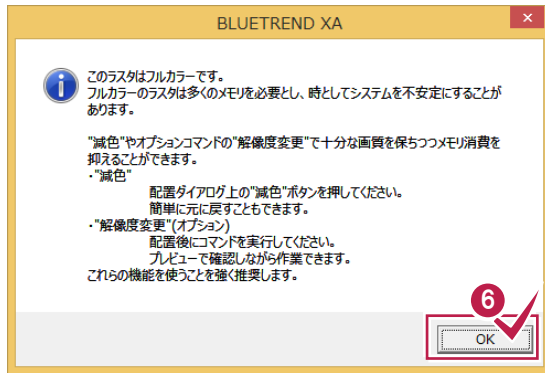 BLUETREND XA
このラスタはフルカラーです。
フルカラーのラスタは多くのメモリを必要とし、時としてシステムを不安定にすることが
あります。
"減色"やオプションコマンドの"解像度変更"で十分な画質を保ちつつメモリ消費を
抑えることができます。
・"減色"
配置ダイアログ上の"減色"ボタンを押してください。
簡単に元に戻すこともできます。
・"解像度変更"(オプション)
配置後にコマンドを実行してください。
プレビューで確認しながら作業できます。
これらの機能を使うことを強く推奨します。
6
OK